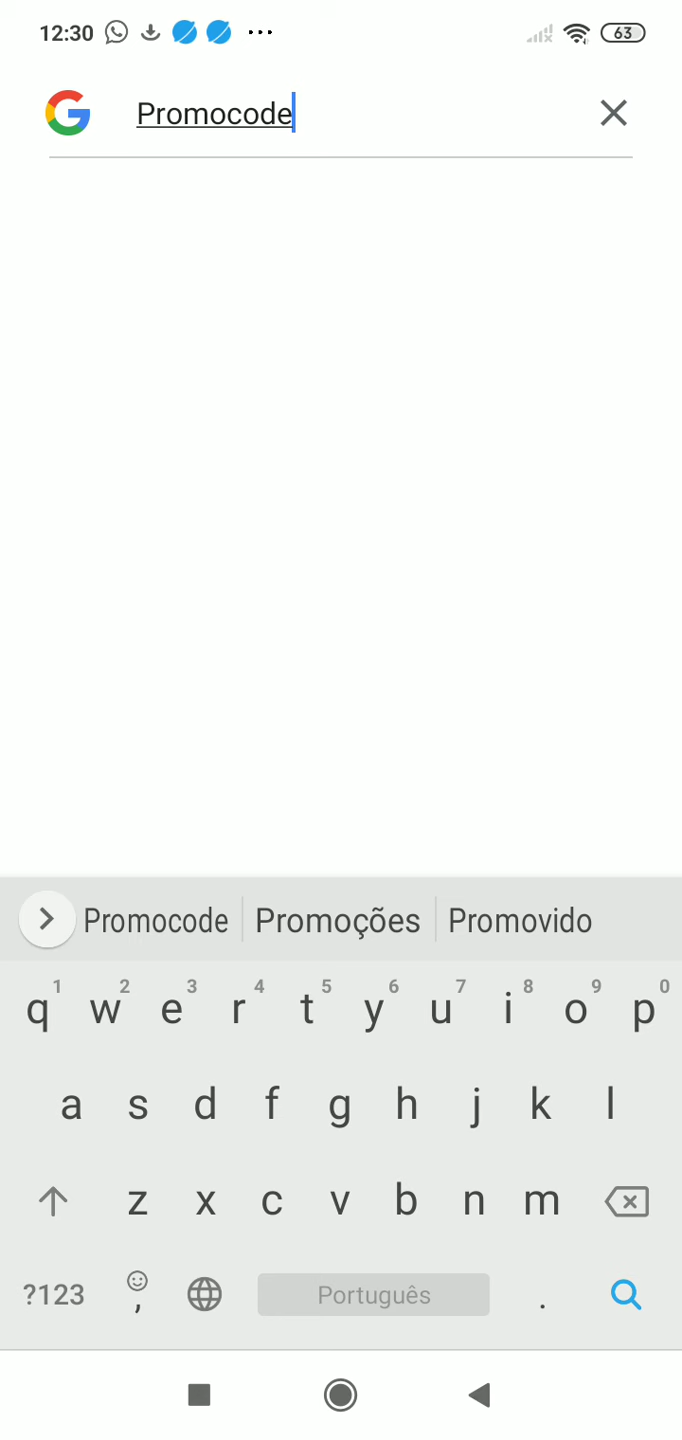 12:30 63
Promocode
Promocode Promoções Promovido
1 2 3 4 5 6 7 8 9 0
q w e r t y u i o p
a s d f g h j k l
z x c v b n m
?123 , Português .